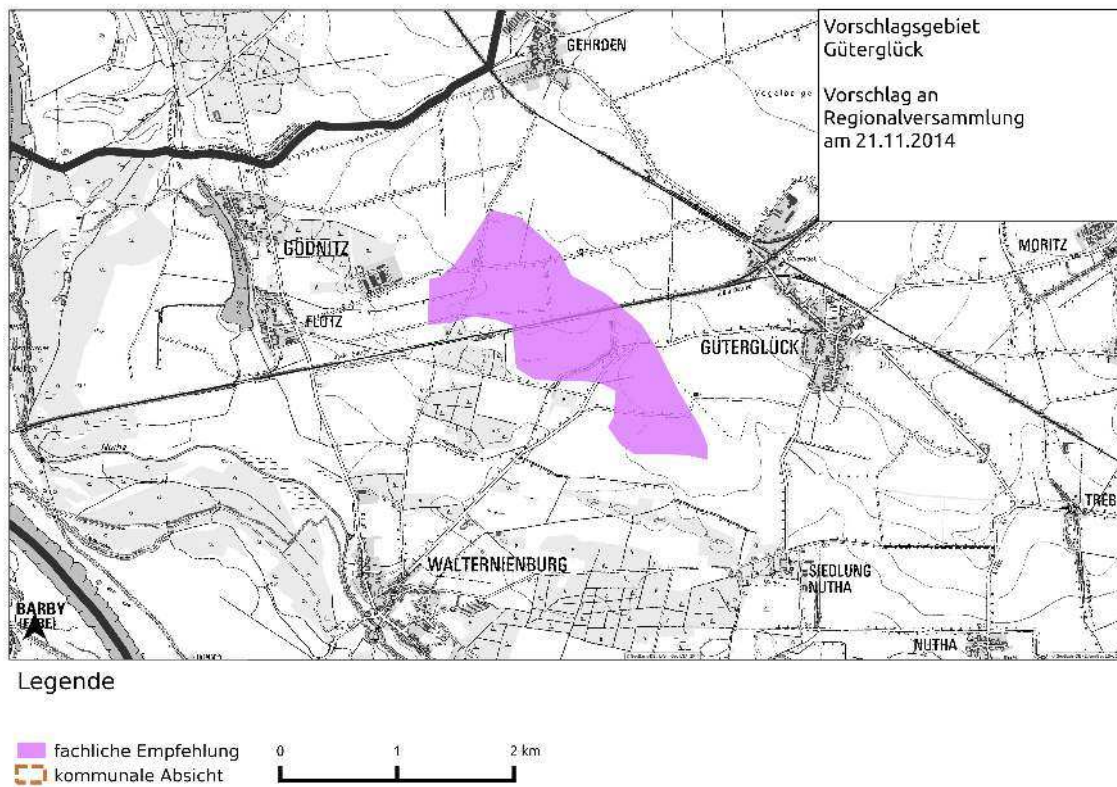 Vorschlagsgebiet
Güterglück
Vorschlag an
Regionalversammlung
am 21.11.2014
GEHRDEN
MORITZ
GÖDNITZ
FLÖTZ
GÜTERGLÜCK
Nutha
TREB
WALTERNIENBURG
SIEDLUNG
NUTHA
BARBY
(ELBE)
NUTHA
Legende
fachliche Empfehlung
kommunale Absicht
0 1 2 km